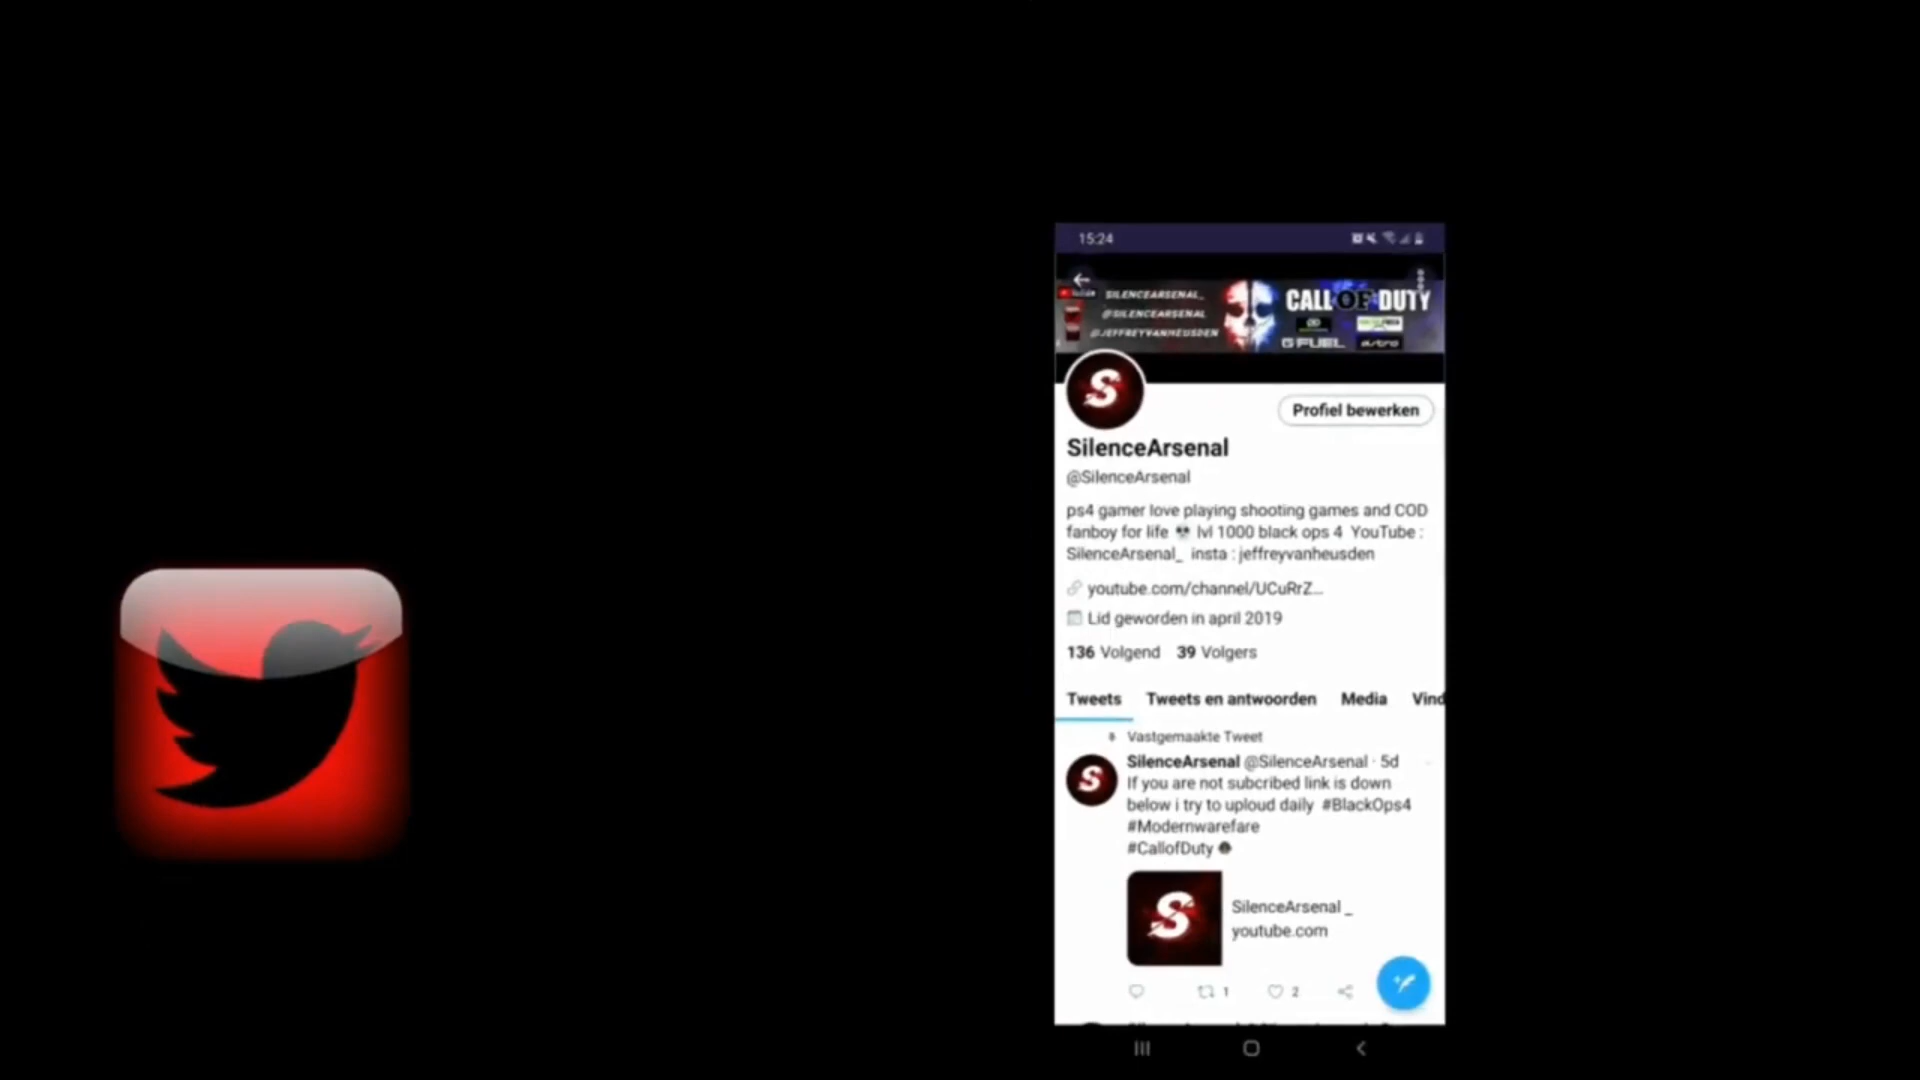 15:24
SILENCEARSENAL_
@SILENCEARSENAL
@JEFFREYVANHEUSDEN
CALL OF DUTY
G FUEL
astro
S
Profiel bewerken
SilenceArsenal
@SilenceArsenal
ps4 gamer love playing shooting games and COD
fanboy for life 💀 lvl 1000 black ops 4 YouTube :
SilenceArsenal_ insta : jeffreyvanheusden
youtube.com/channel/UCuRrZ...
Lid geworden in april 2019
136 Volgend 39 Volgers
Tweets Tweets en antwoorden Media Vind
Vastgemaakte Tweet
SilenceArsenal @SilenceArsenal · 5d
If you are not subcribed link is down
below i try to uploud daily #BlackOps4
#Modernwarefare
#CallofDuty
S
S
SilenceArsenal _
youtube.com
1 2